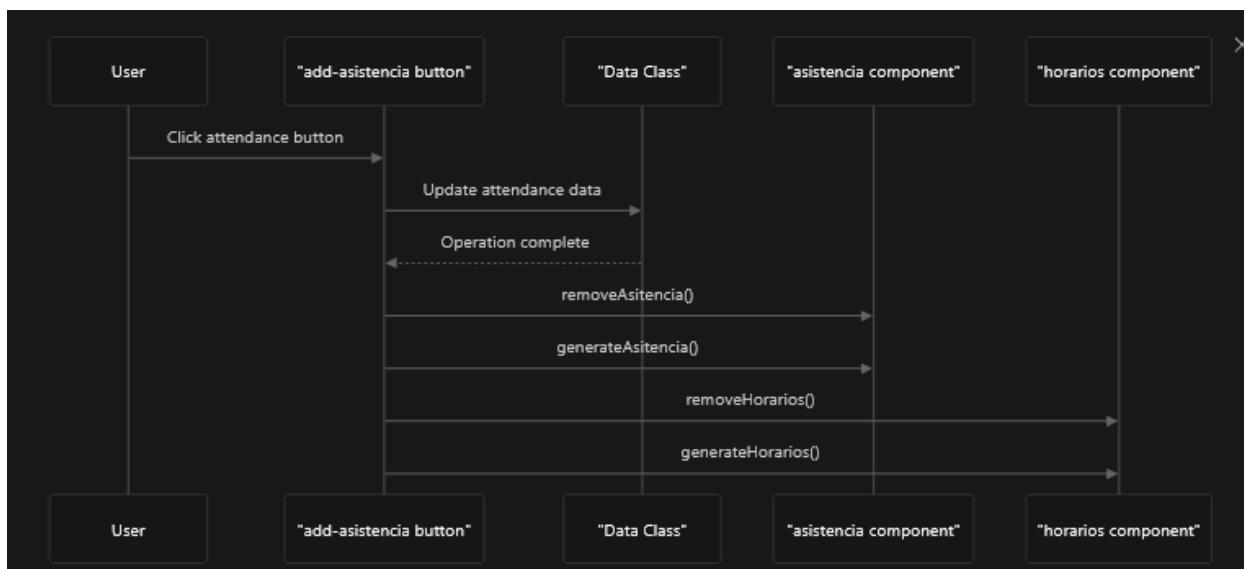 User
"add-asistencia button"
"Data Class"
"asistencia component"
"horarios component"
Click attendance button
Update attendance data
Operation complete
removeAsitencia()
generateAsitencia()
removeHorarios()
generateHorarios()
User
"add-asistencia button"
"Data Class"
"asistencia component"
"horarios component"